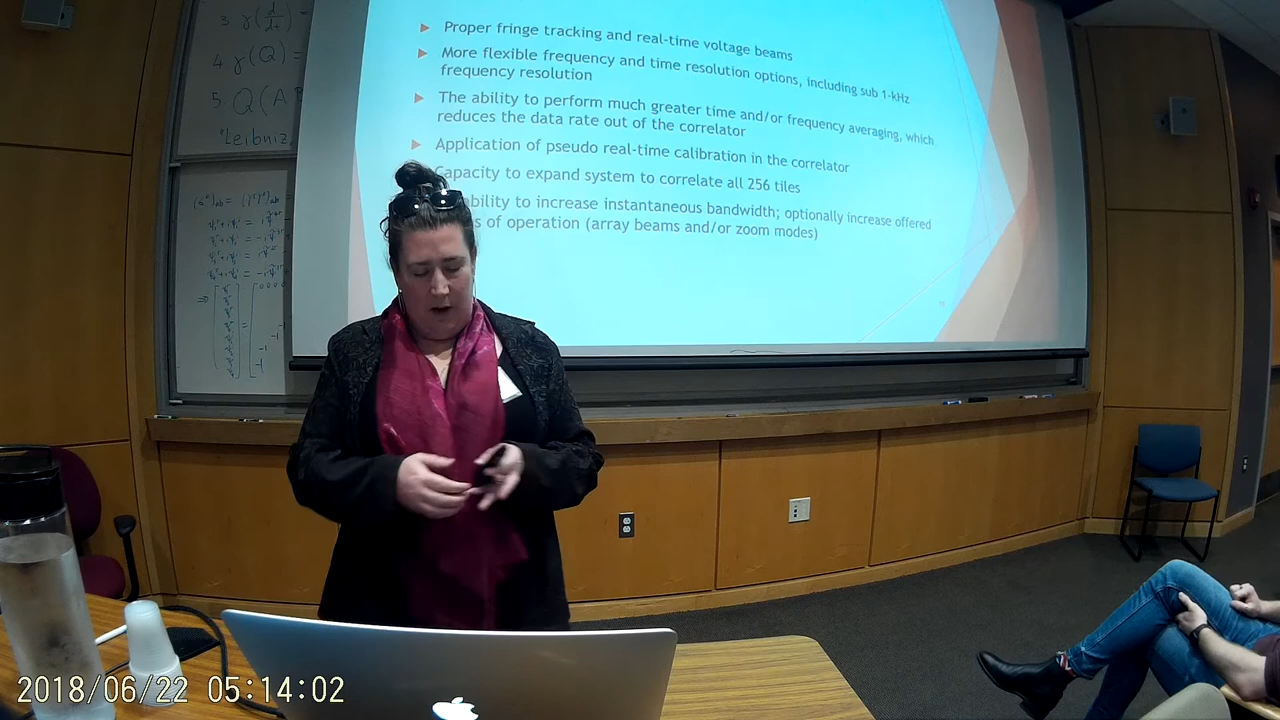 3 γ(d/d+) =
4 γ(Q) =
5. Q(A B
"Leibniz
Proper fringe tracking and real-time voltage beams
More flexible frequency and time resolution options, including sub 1-kHz
frequency resolution
The ability to perform much greater time and/or frequency averaging, which
reduces the data rate out of the correlator
Application of pseudo real-time calibration in the correlator
Capacity to expand system to correlate all 256 tiles
ability to increase instantaneous bandwidth; optionally increase offered
s of operation (array beams and/or zoom modes)
2018/06/22 05:14:02